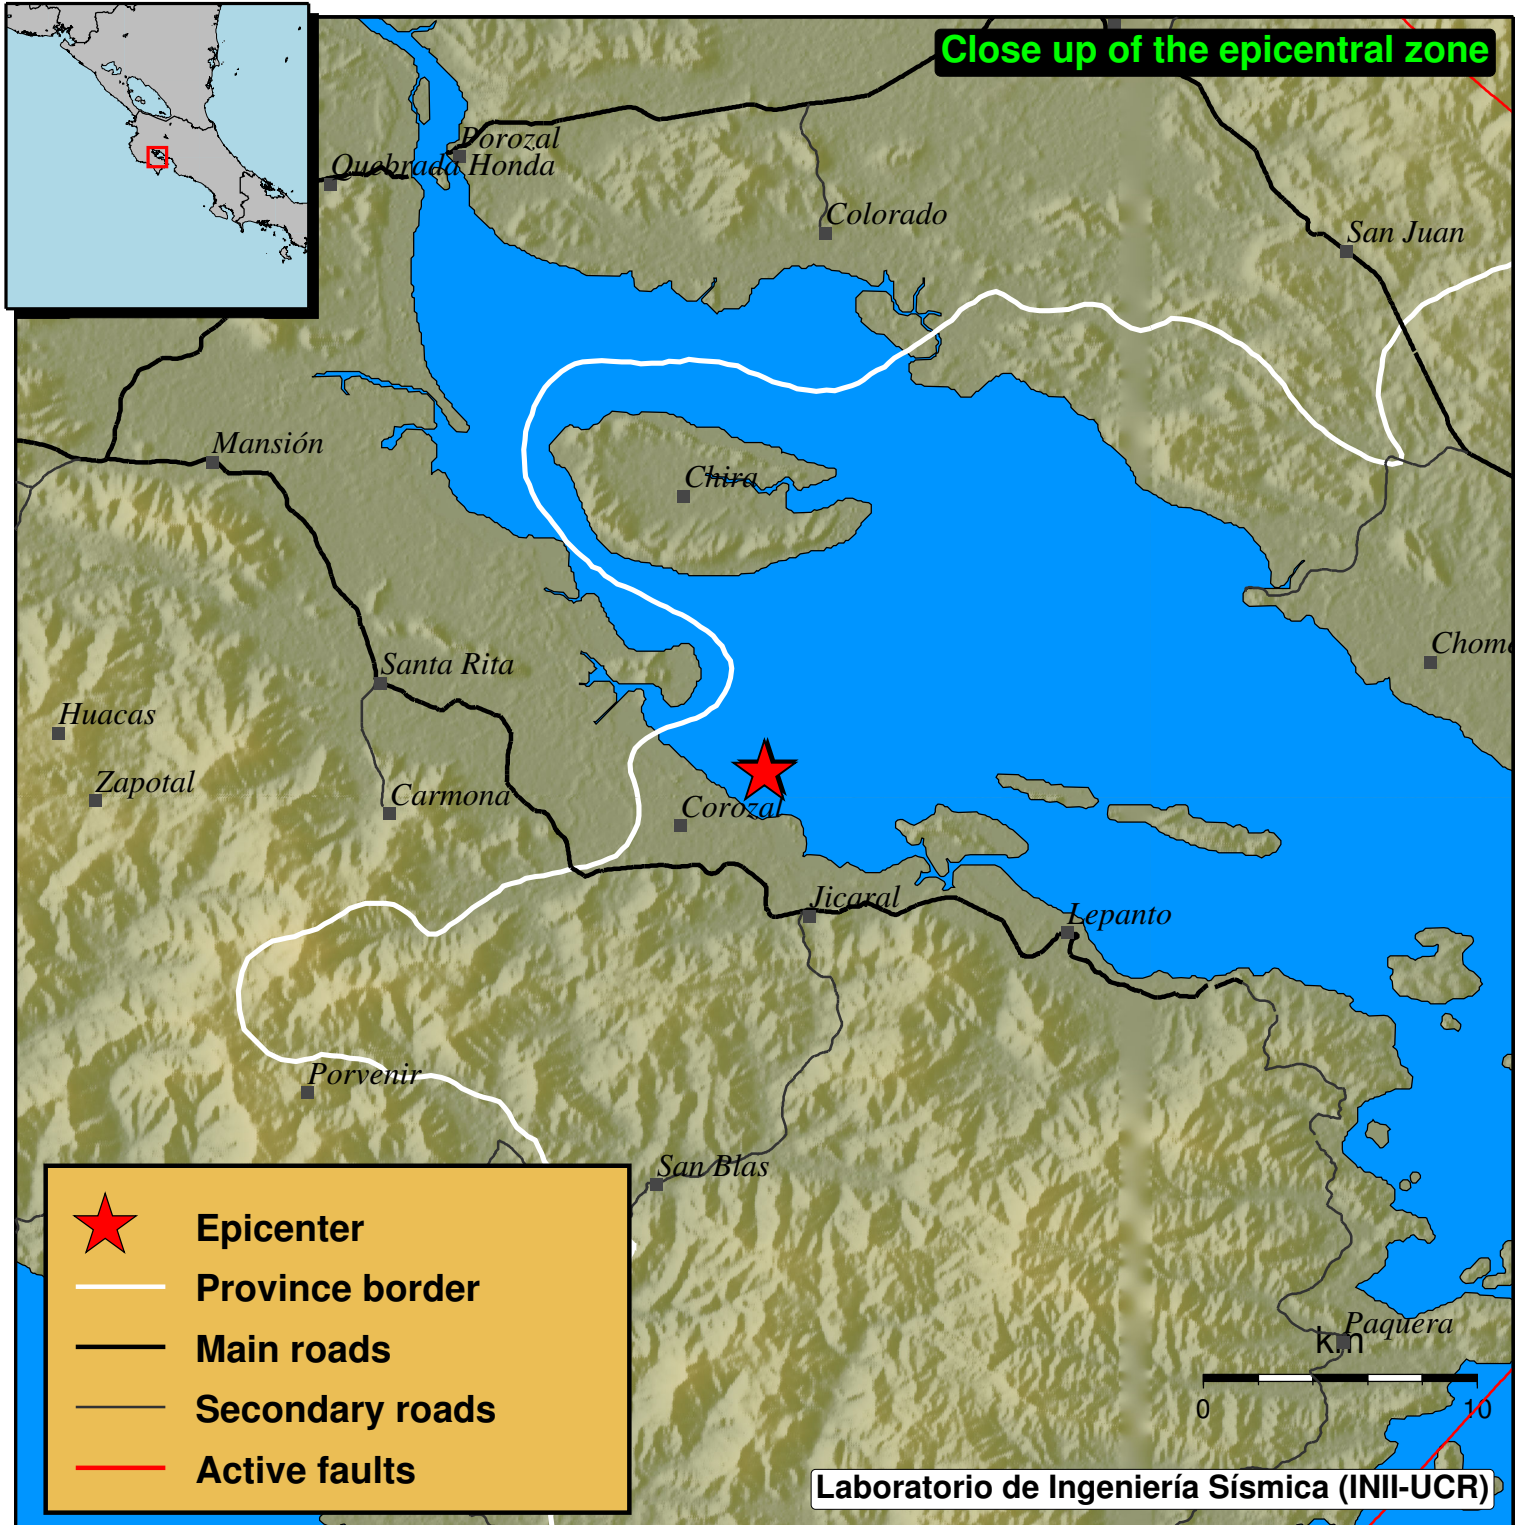 Close up of the epicentral zone
Porozal
Quebrada Honda
Colorado
San Juan
Mansión
Chira
Santa Rita
Chom
Huacas
Zapotal
Carmona
Corozal
Jicaral
Lepanto
Porvenir
San Blas
Paquera
km
0
10
Epicenter
Province border
Main roads
Secondary roads
Active faults
Laboratorio de Ingeniería Sísmica (INII-UCR)